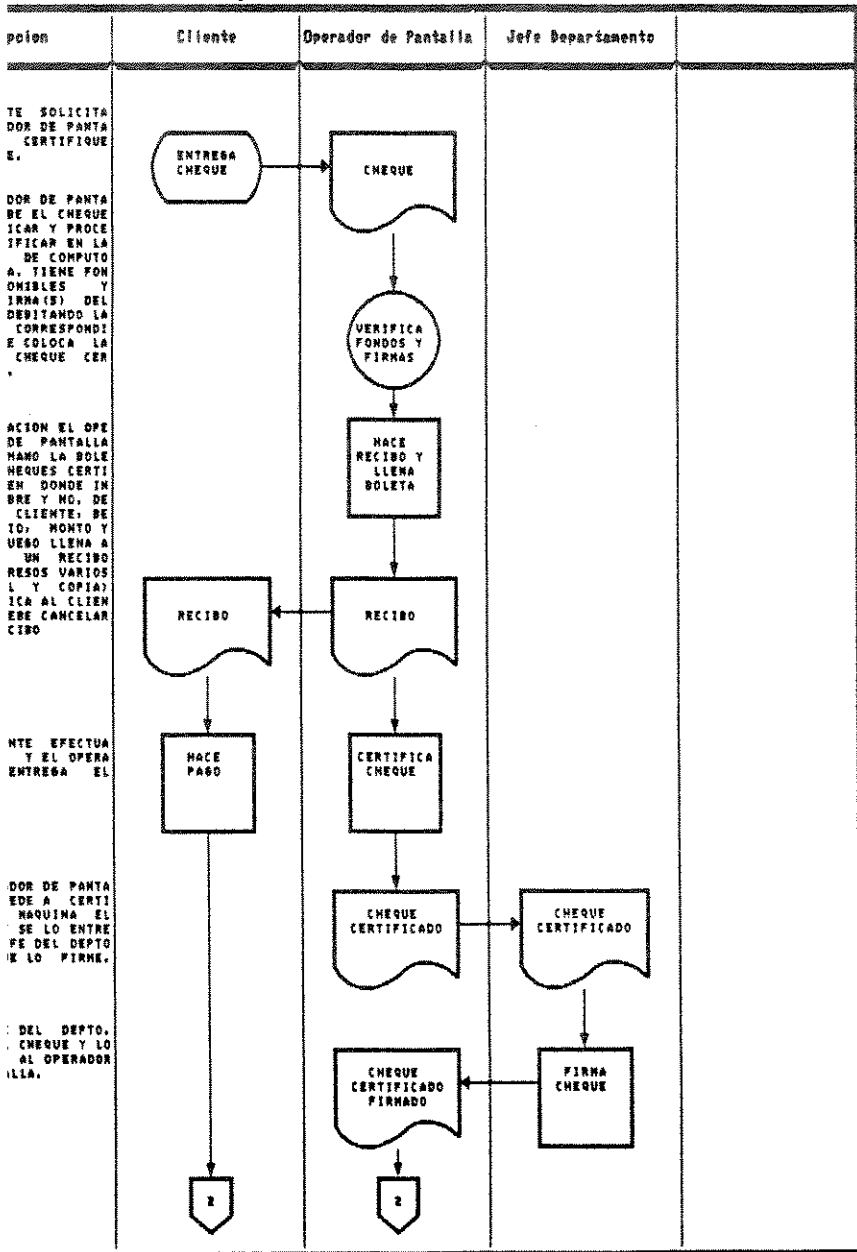 pcion Cliente Operador de Pantalla Jefe Departamento
TE SOLICITA
DOR DE PANTA
CERTIFIQUE
E.
ENTREGA
CHEQUE
CHEQUE
DOR DE PANTA
BE EL CHEQUE
ICAR Y PROCE
IFICAR EN LA
DE COMPUTO
A. TIENE FON
ONIBLES Y
IRMA(S) DEL
DEBITANDO LA
CORRESPONDI
E COLOCA LA
CHEQUE CER
.
VERIFICA
FONDOS Y
FIRMAS
ACION EL OPE
DE PANTALLA
MANO LA BOLE
HEQUES CERTI
EN DONDE IN
BRE Y NO. DE
CLIENTE; BE
IO; MONTO Y
UEGO LLENA A
UN RECIBO
RESOS VARIOS
L Y COPIA)
ICA AL CLIEN
EBE CANCELAR
CIBO
HACE
RECIBO Y
LLENA
BOLETA
RECIBO
RECIBO
NTE EFECTUA
Y EL OPERA
ENTREGA EL
HACE
PAGO
CERTIFICA
CHEQUE
DOR DE PANTA
EDE A CERTI
MAQUINA EL
SE LO ENTRE
FE DEL DEPTO
E LO FIRME.
CHEQUE
CERTIFICADO
CHEQUE
CERTIFICADO
DEL DEPTO.
CHEQUE Y LO
AL OPERADOR
LLA.
CHEQUE
CERTIFICADO
FIRMADO
FIRMA
CHEQUE
2
2